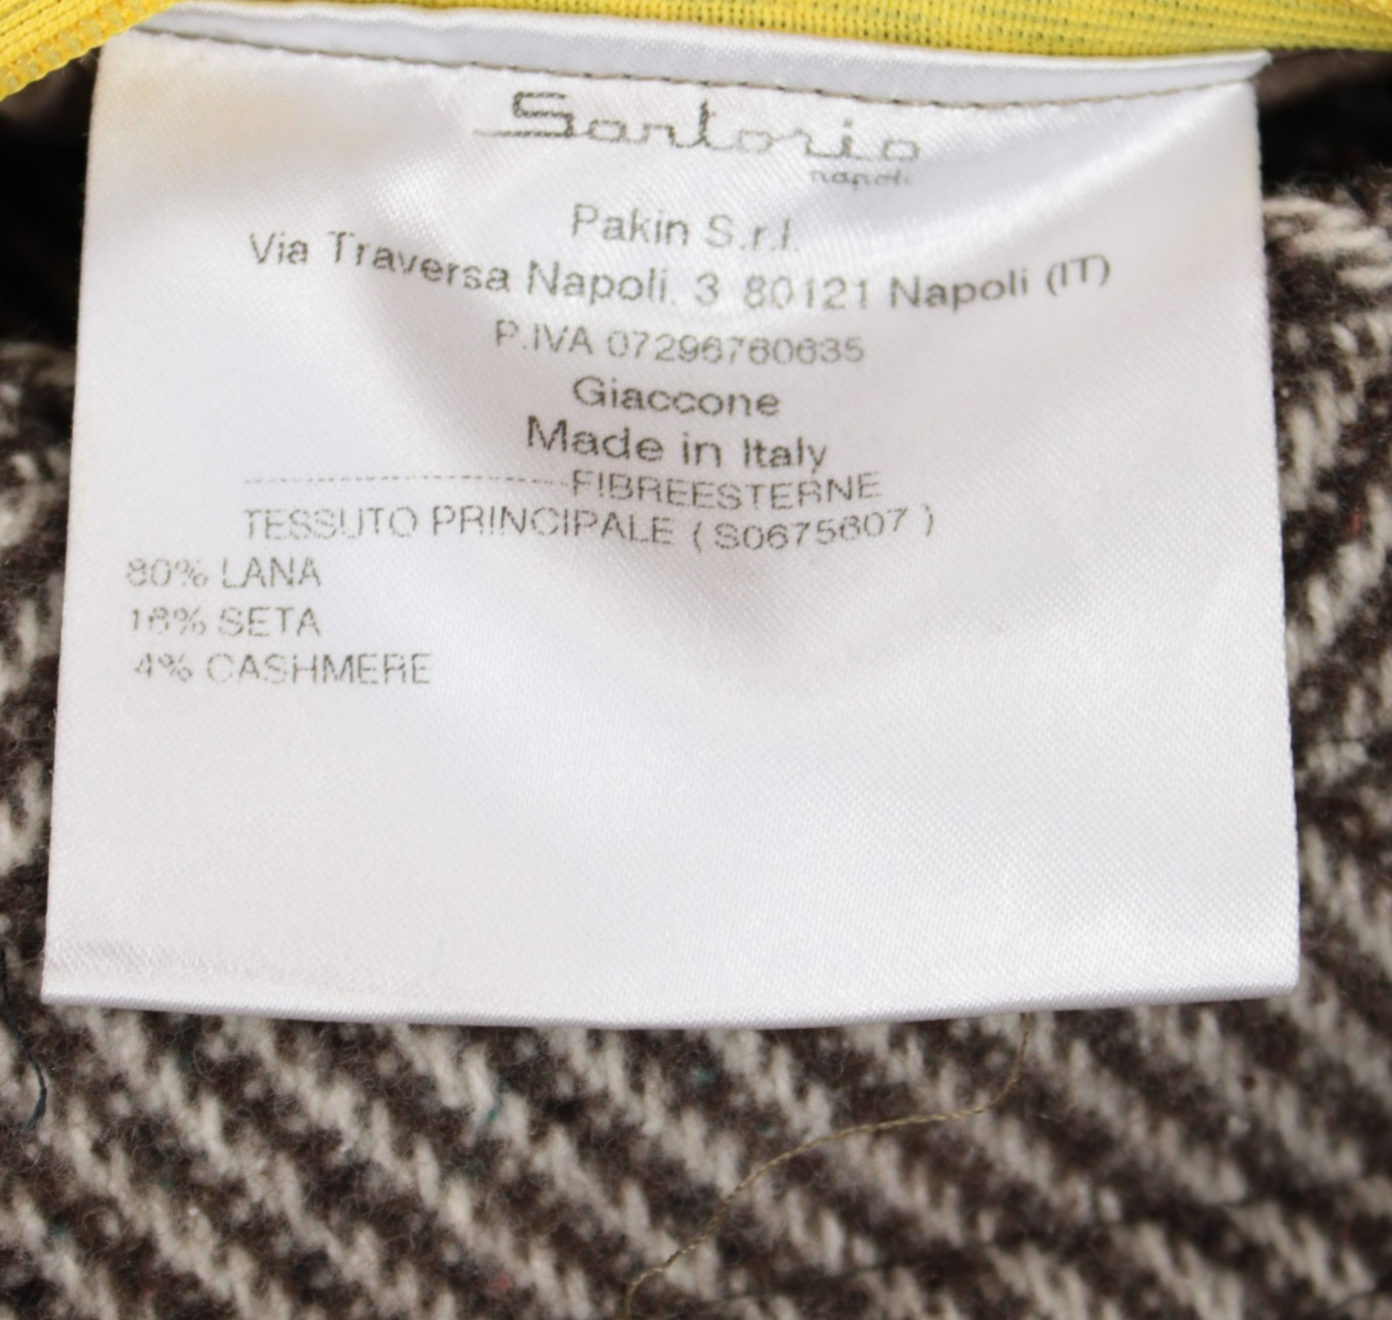 Sartorio
napoli
Pakin S.r.l.
Via Traversa Napoli, 3 80121 Napoli (IT)
P.IVA 07296760635
Giaccone
Made in Italy
------------------------------FIBREESTERNE
TESSUTO PRINCIPALE ( S0675607 )
80% LANA
16% SETA
4% CASHMERE